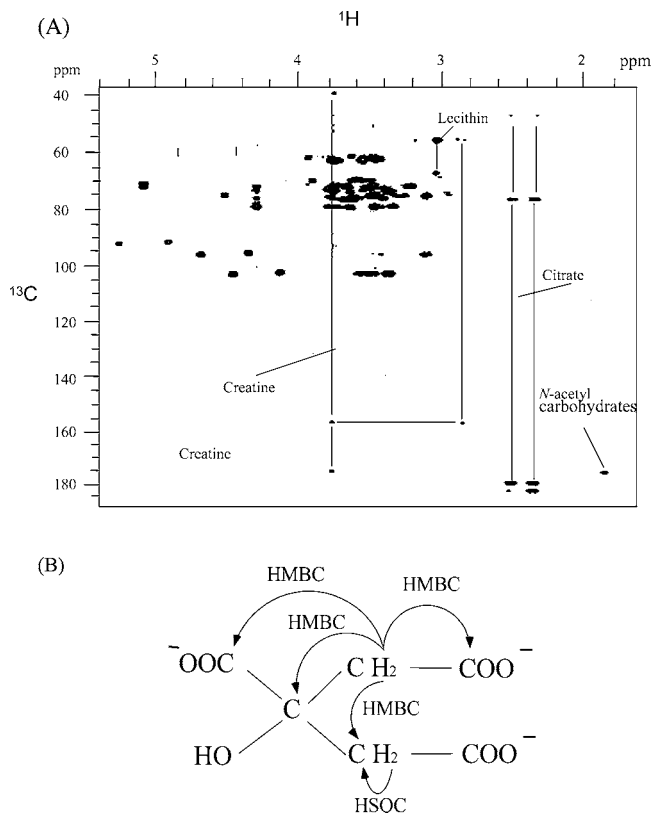 (A)
¹H
5 4 3 2 ppm
ppm
40
60
80
100
120
140
160
180
¹³C
Lecithin
Citrate
Creatine
N-acetyl
carbohydrates
Creatine
(B)
HMBC
HMBC
HMBC
⁻OOC
CH₂
COO⁻
C
HMBC
HO
CH₂
COO⁻
HSQC